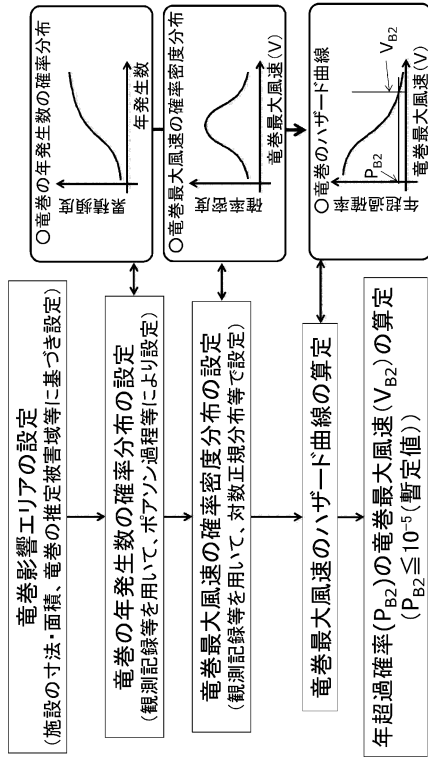 竜巻影響エリアの設定
(施設の寸法・面積、竜巻の推定被害域等に基づき設定)
竜巻の年発生数の確率分布の設定
(観測記録等を用いて、ポアソン過程等により設定)
竜巻最大風速の確率密度分布の設定
(観測記録等を用いて、対数正規分布等で設定)
竜巻最大風速のハザード曲線の算定
年超過確率(P_B2)の竜巻最大風速(V_B2)の算定
(P_B2≦10⁻⁵(暫定値))
○竜巻の年発生数の確率分布
累積頻度
年発生数
○竜巻最大風速の確率密度分布
確率密度
竜巻最大風速(V)
○竜巻のハザード曲線
年超過確率
P_B2
V_B2
竜巻最大風速(V)